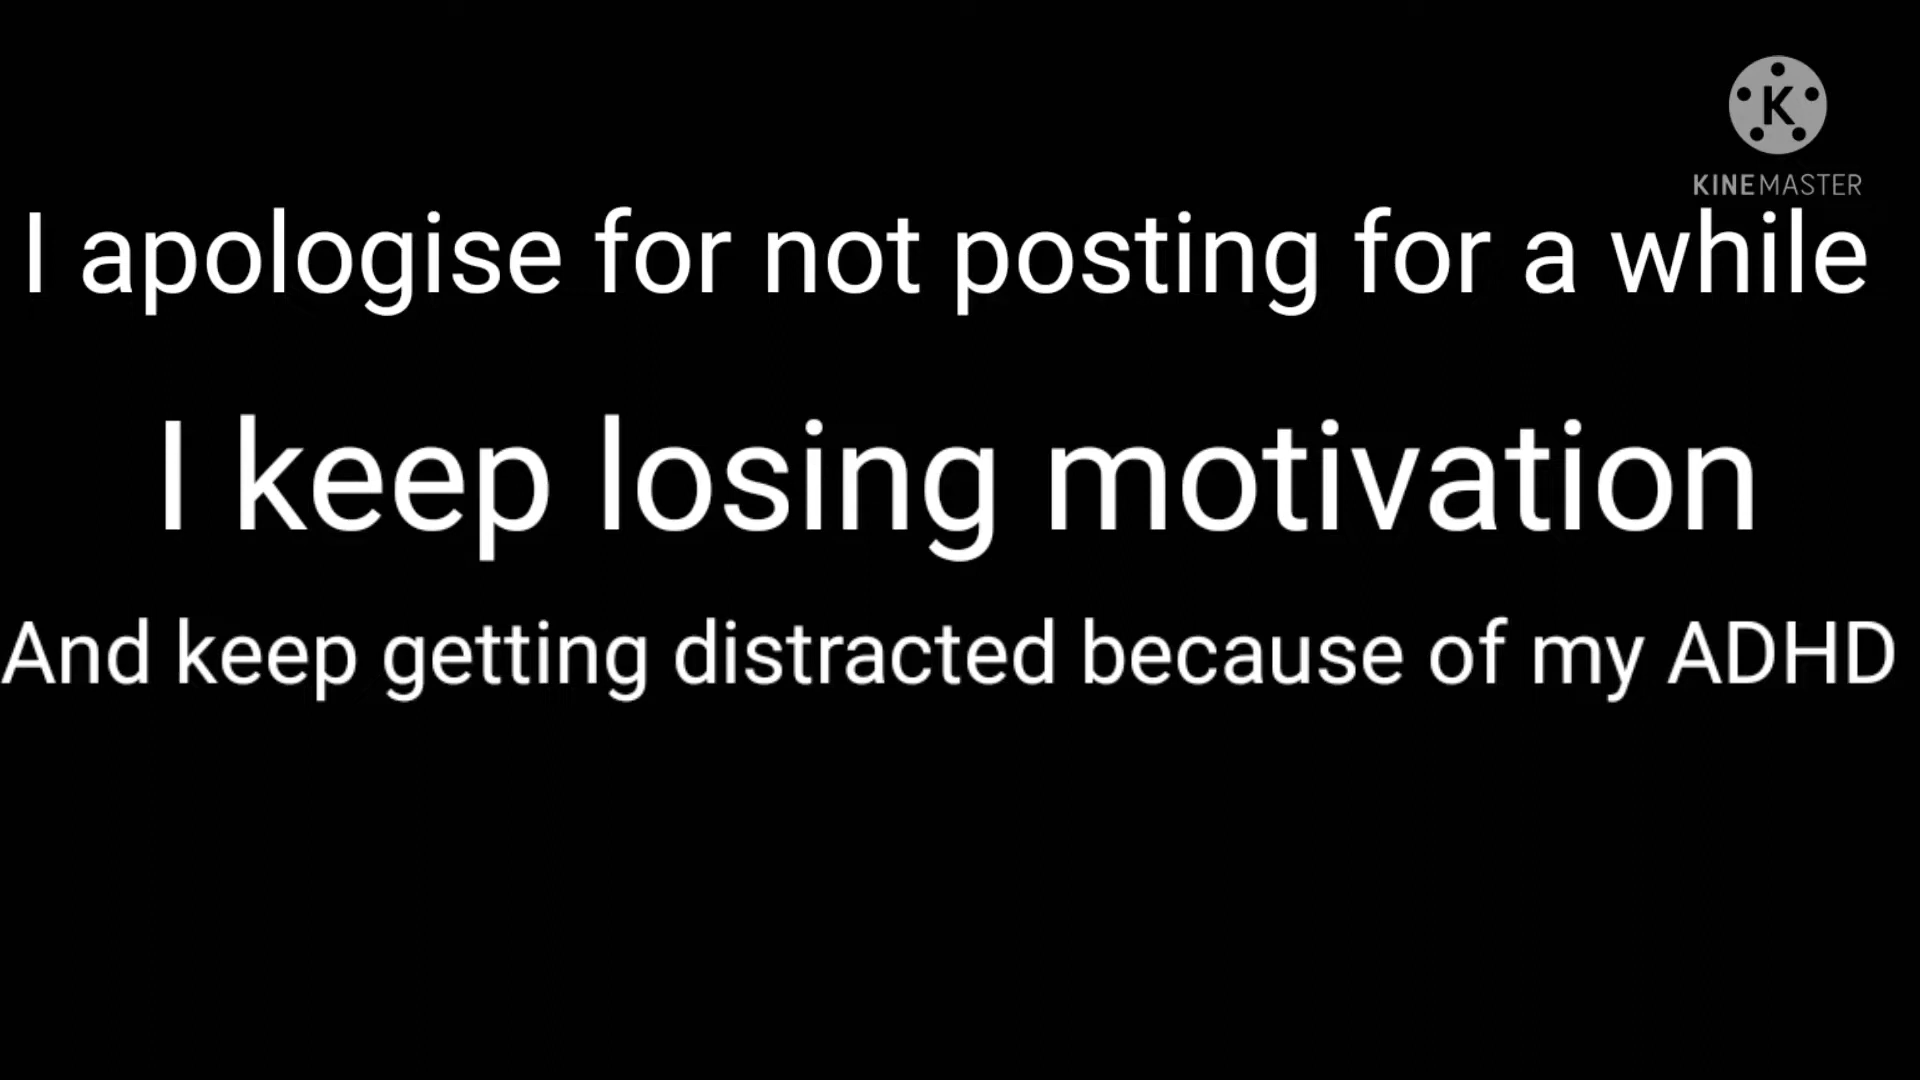 K
KINEMASTER
I apologise for not posting for a while
I keep losing motivation
And keep getting distracted because of my ADHD